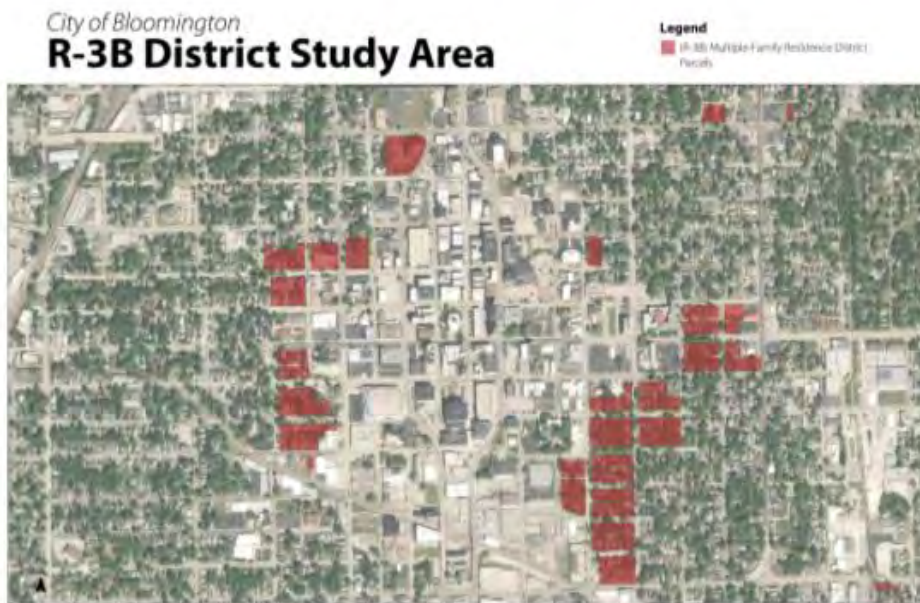 City of Bloomington
R-3B District Study Area
Legend
(R-3B) Multiple-Family Residence District
Parcels